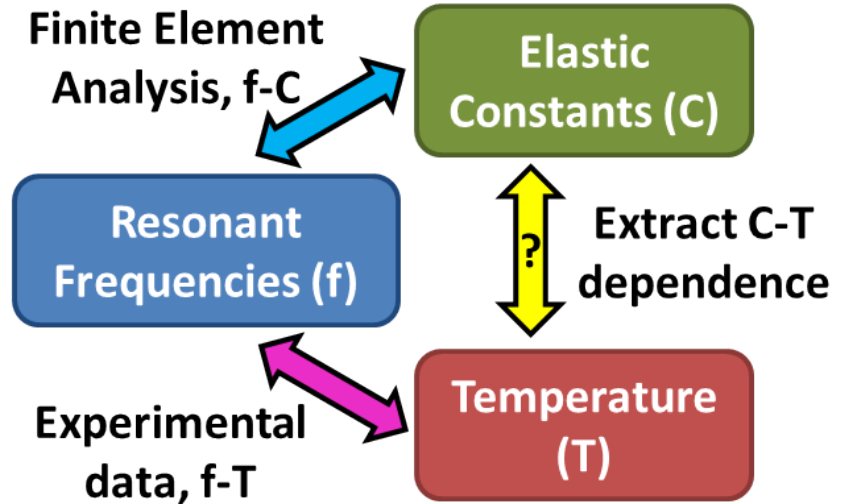 Finite Element
Analysis, f-C
Elastic
Constants (C)
Resonant
Frequencies (f)
?
Extract C-T
dependence
Experimental
data, f-T
Temperature
(T)